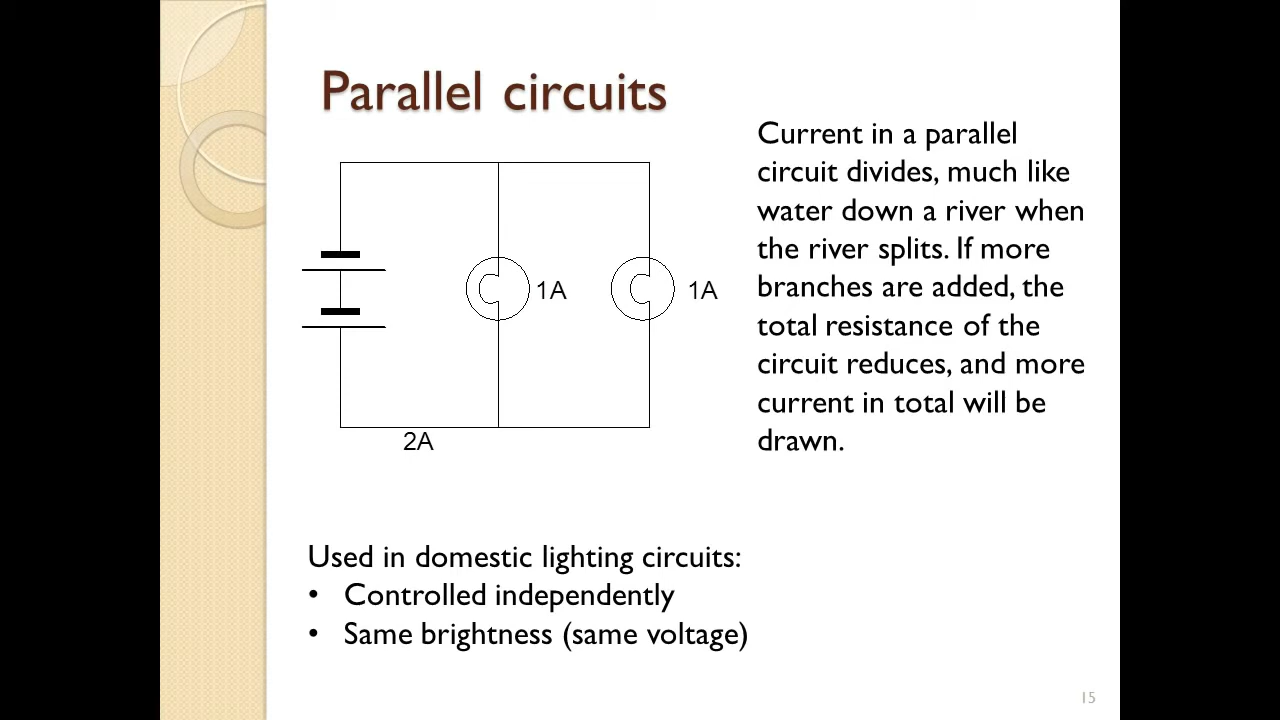 Parallel circuits
Current in a parallel
circuit divides, much like
water down a river when
the river splits. If more
branches are added, the
total resistance of the
circuit reduces, and more
current in total will be
drawn.
1A
1A
2A
Used in domestic lighting circuits:
• Controlled independently
• Same brightness (same voltage)
15